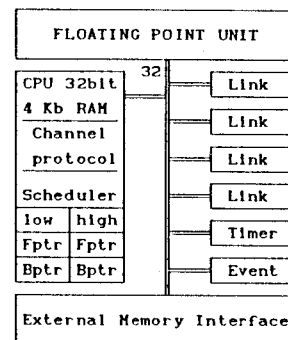 FLOATING POINT UNIT
32
CPU 32bit
4 Kb RAM
Channel
protocol
Scheduler
low high
Fptr Fptr
Bptr Bptr
Link
Link
Link
Link
Timer
Event
External Memory Interface